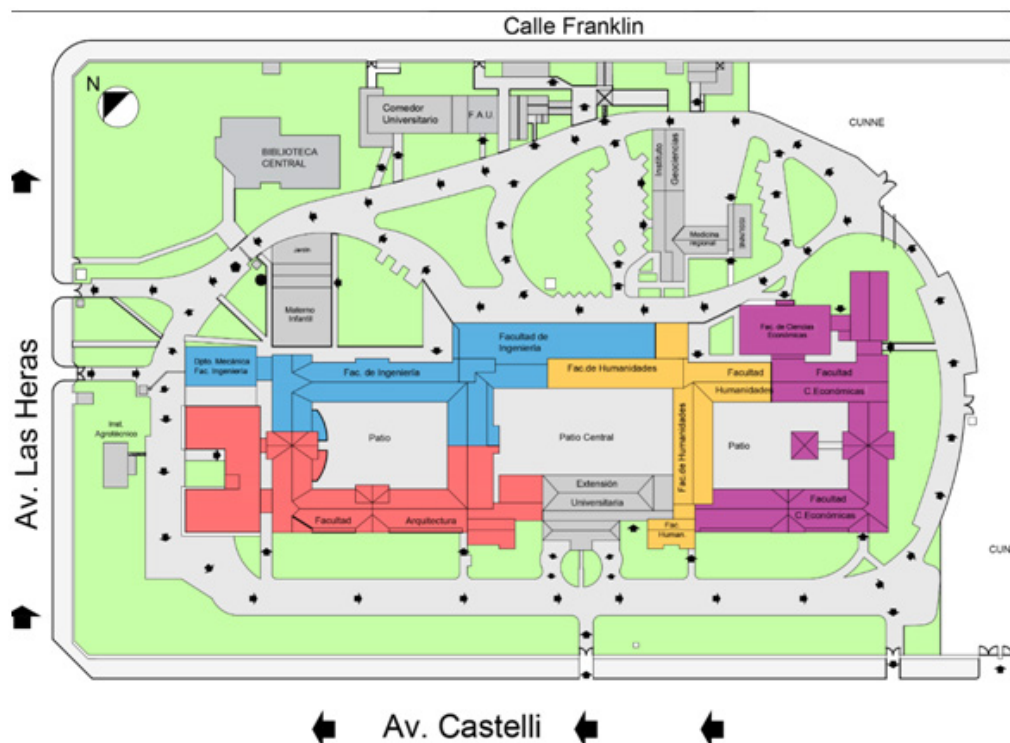 Calle Franklin
N
Comedor
Universitario
F.A.U.
CUNNE
BIBLIOTECA
CENTRAL
Instituto
Geociencias
Medicina
regional
ISSUNNE
Jardín
Materno
Infantil
Facultad de
Ingeniería
Fac. de Ciencias
Económicas
Dpto. Mecánica
Fac. Ingeniería
Fac. de Ingeniería
Fac.de Humanidades
Facultad
Humanidades
Facultad
C.Económicas
Av. Las Heras
Inst.
Agrotécnico
Patio
Patio Central
Fac.de Humanidades
Patio
Extensión
Universitaria
Facultad
Arquitectura
Fac.
Human.
Facultad
C.Económicas
CUN
Av. Castelli